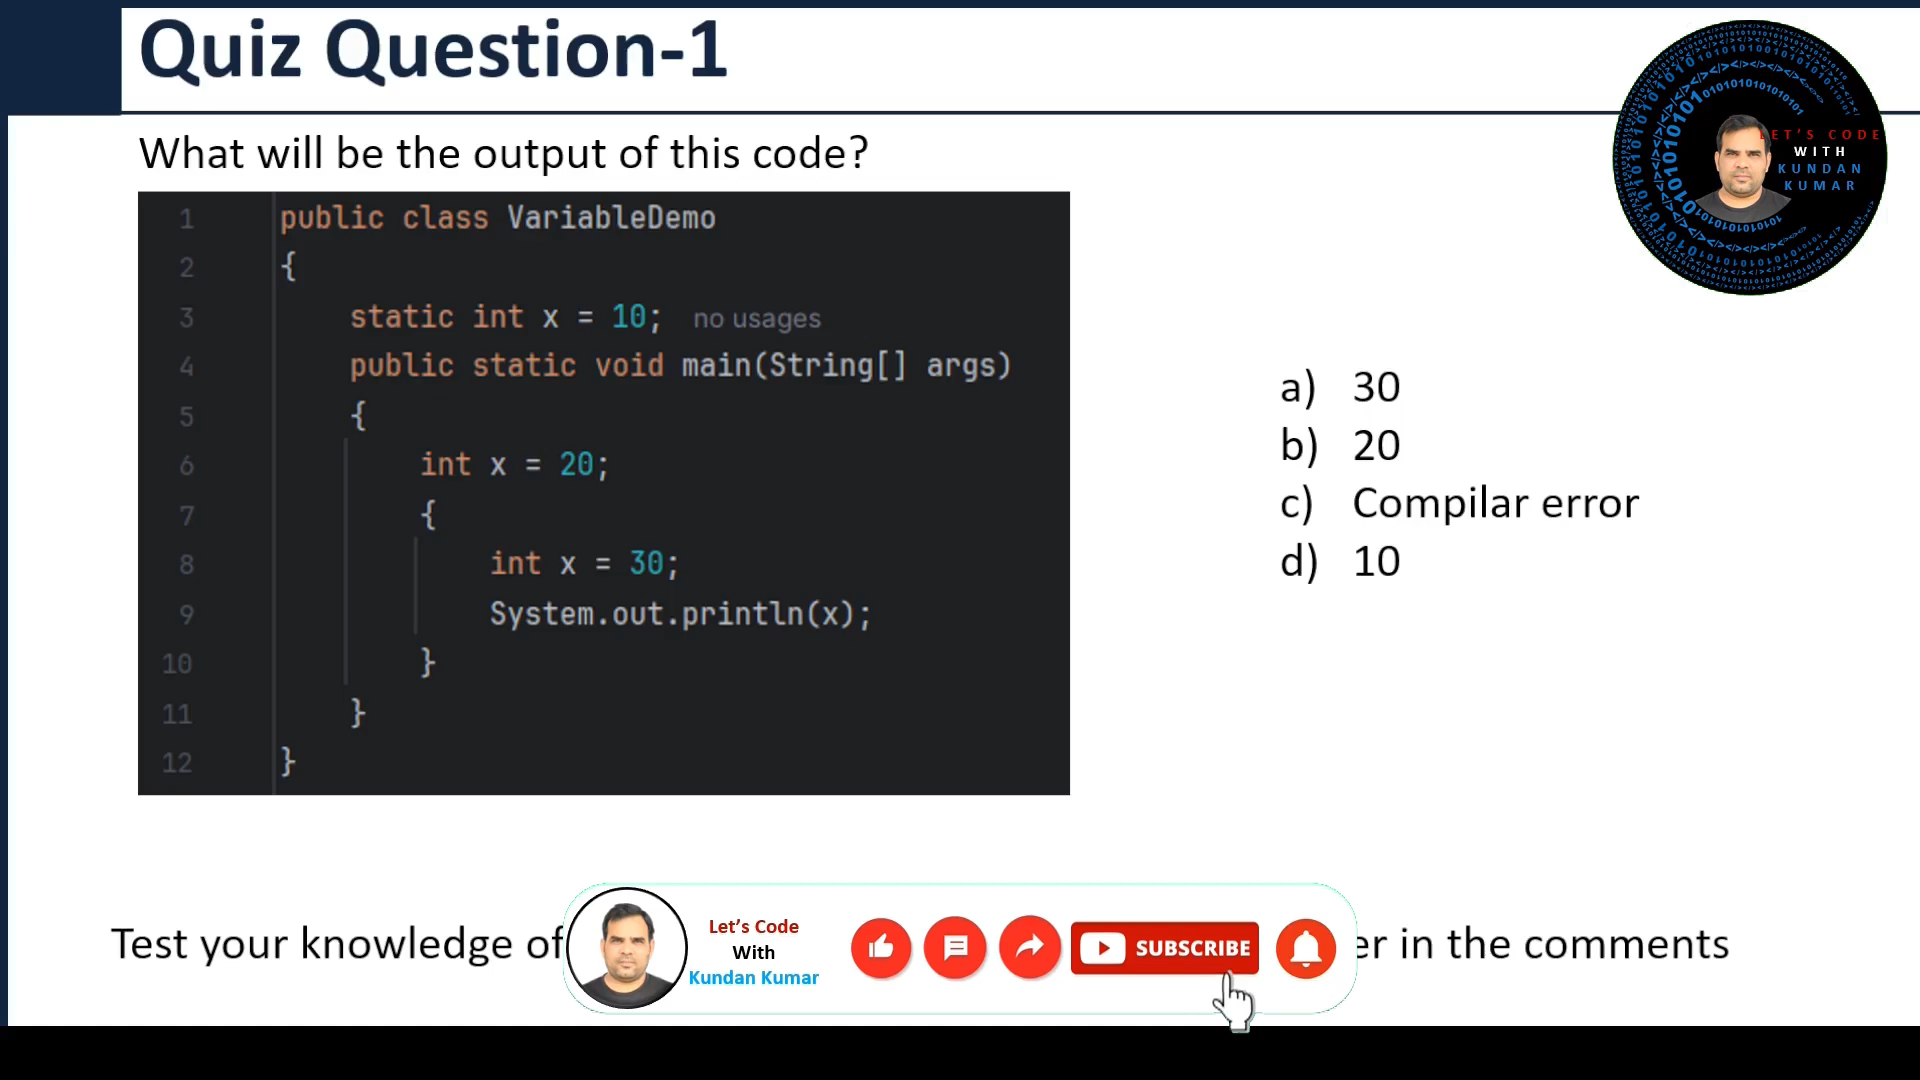 Quiz Question-1
LET'S CODE
WITH
KUNDAN
KUMAR
What will be the output of this code?
1 public class VariableDemo
2 {
3 static int x = 10; no usages
4 public static void main(String[] args)
5 {
6 int x = 20;
7 {
8 int x = 30;
9 System.out.println(x);
10 }
11 }
12 }
a) 30
b) 20
c) Compilar error
d) 10
Test your knowledge of
er in the comments
Let's Code
With
Kundan Kumar
SUBSCRIBE